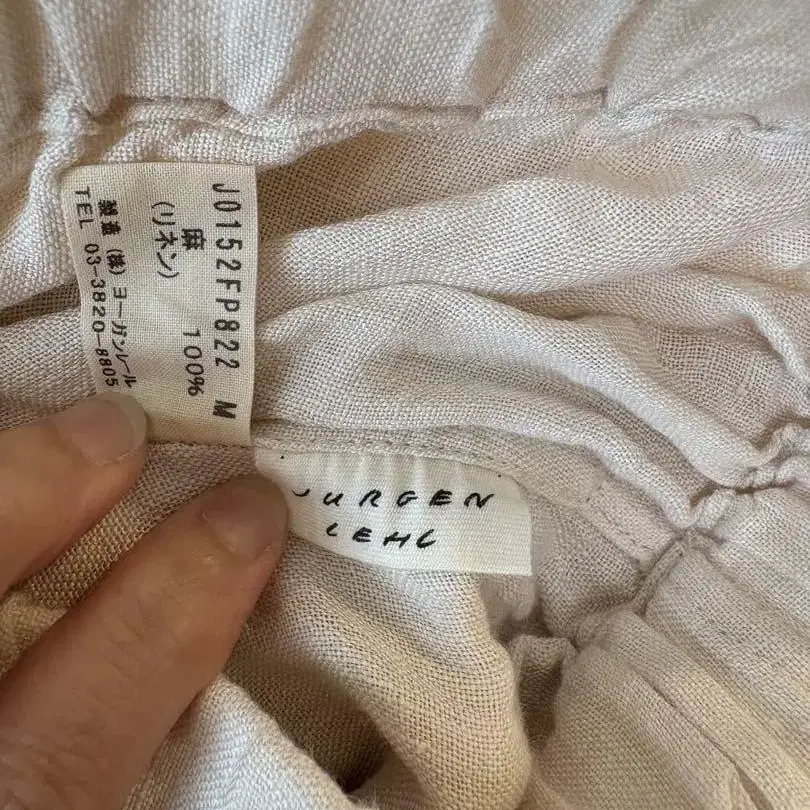 J0152FP822 M
麻 100%
(リネン)
製造 (株) ヨーガンレール
TEL 03-3820-8805
JURGEN
LEHL